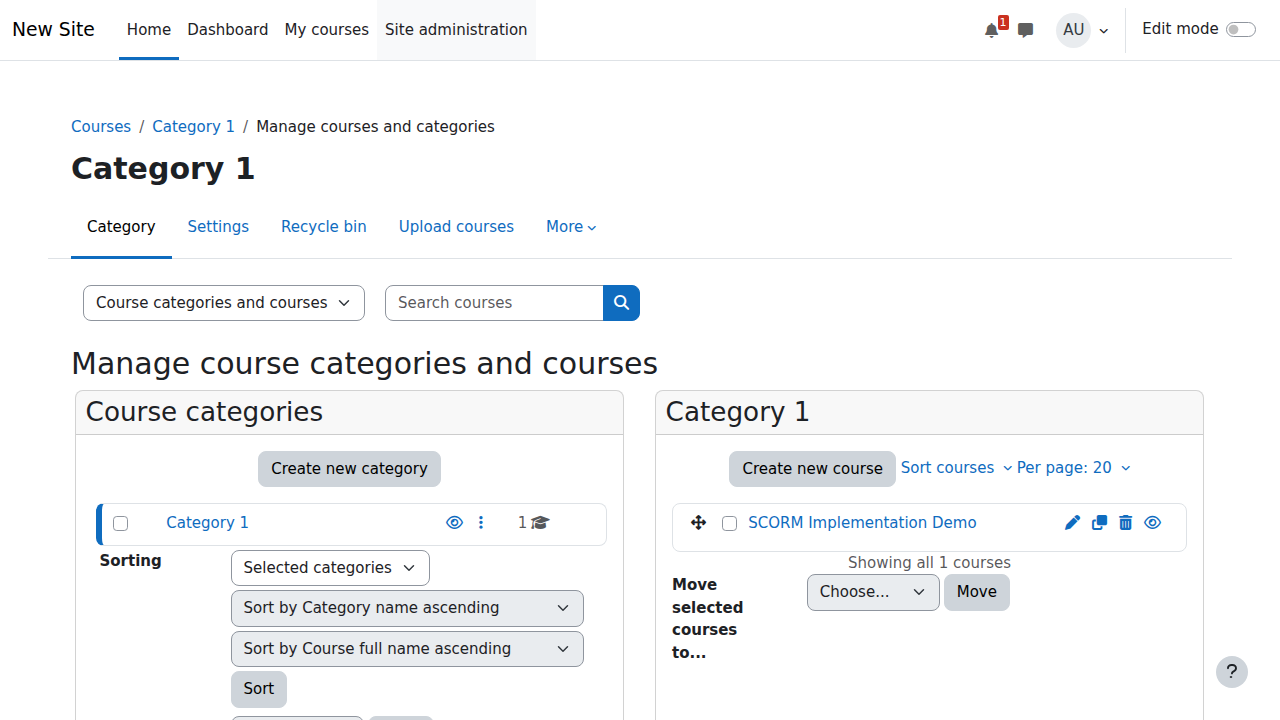 New Site
Home
Dashboard
My courses
Site administration
1
AU
Edit mode
Courses / Category 1 / Manage courses and categories
Category 1
Category
Settings
Recycle bin
Upload courses
More
Course categories and courses
Search courses
Manage course categories and courses
Course categories
Create new category
Category 1
1
Sorting
Selected categories
Sort by Category name ascending
Sort by Course full name ascending
Sort
Category 1
Create new course
Sort courses
Per page: 20
SCORM Implementation Demo
Showing all 1 courses
Move
selected
courses
to...
Choose...
Move
?